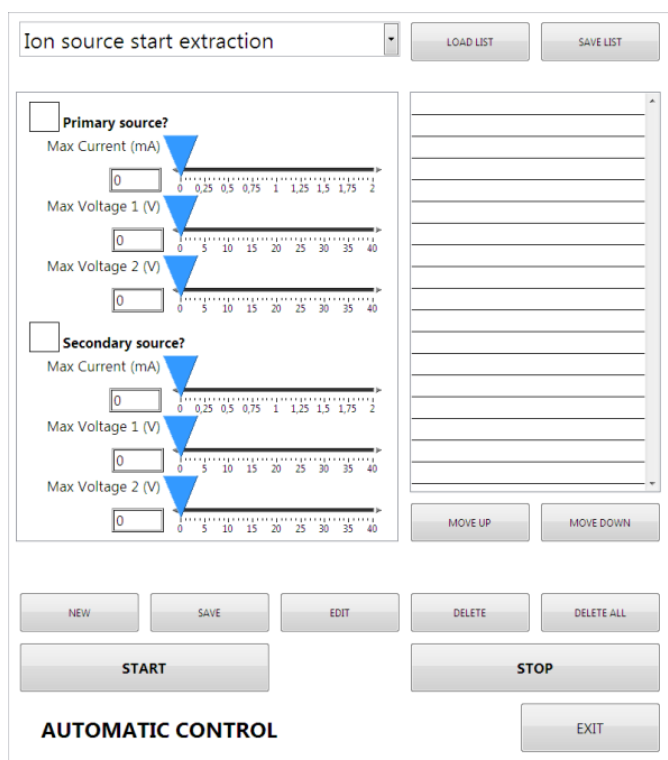 Ion source start extraction
LOAD LIST
SAVE LIST
Primary source?
Max Current (mA)
0
0 0,25 0,5 0,75 1 1,25 1,5 1,75 2
Max Voltage 1 (V)
0
0 5 10 15 20 25 30 35 40
Max Voltage 2 (V)
0
0 5 10 15 20 25 30 35 40
Secondary source?
Max Current (mA)
0
0 0,25 0,5 0,75 1 1,25 1,5 1,75 2
Max Voltage 1 (V)
0
0 5 10 15 20 25 30 35 40
Max Voltage 2 (V)
0
0 5 10 15 20 25 30 35 40
MOVE UP
MOVE DOWN
NEW
SAVE
EDIT
DELETE
DELETE ALL
START
STOP
AUTOMATIC CONTROL
EXIT